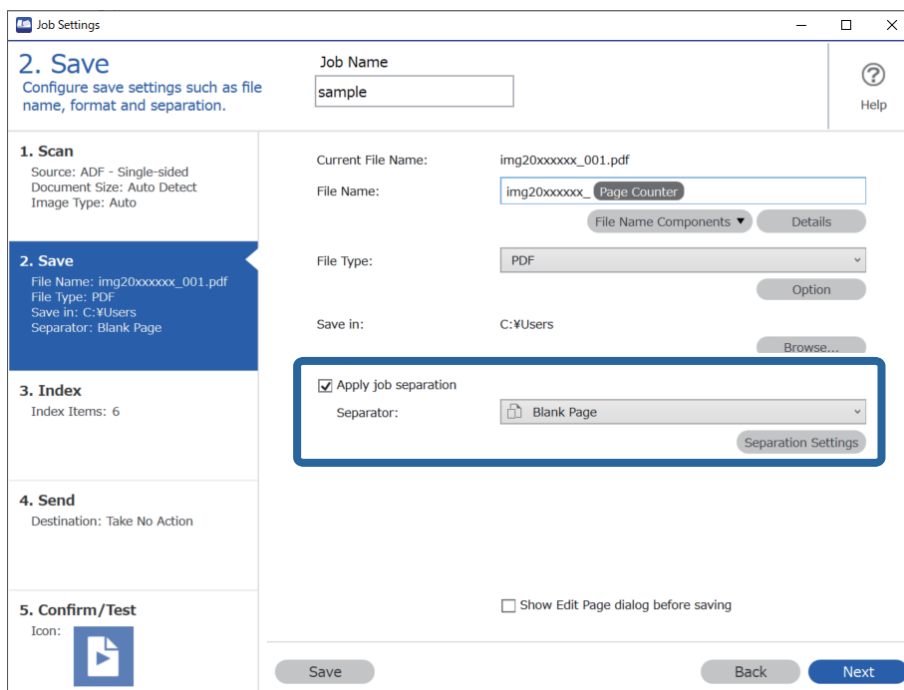 Job Settings
2. Save
Configure save settings such as file
name, format and separation.
Job Name
sample
Help
1. Scan
Source: ADF - Single-sided
Document Size: Auto Detect
Image Type: Auto
2. Save
File Name: img20xxxxxx_001.pdf
File Type: PDF
Save in: C:¥Users
Separator: Blank Page
3. Index
Index Items: 6
4. Send
Destination: Take No Action
5. Confirm/Test
Icon:
Current File Name: img20xxxxxx_001.pdf
File Name: img20xxxxxx_ Page Counter
File Name Components Details
File Type: PDF
Option
Save in: C:¥Users
Browse...
Apply job separation
Separator: Blank Page
Separation Settings
Show Edit Page dialog before saving
Save Back Next